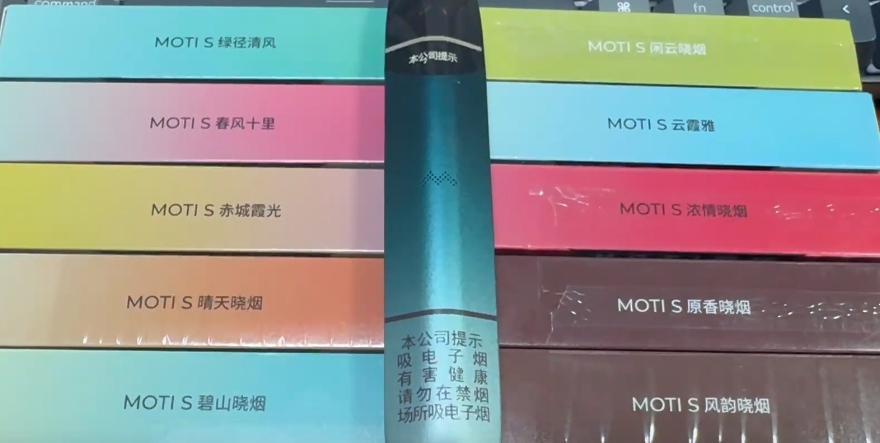 command
fn
control
MOTI S 绿径清风
MOTI S 春风十里
MOTI S 赤城霞光
MOTI S 晴天晓烟
MOTI S 碧山晓烟
本公司提示
本公司提示
吸电子烟
有害健康
请勿在禁烟
场所吸电子烟
MOTI S 闲云晓烟
MOTI S 云霞雅
MOTI S 浓情晓烟
MOTI S 原香晓烟
MOTI S 风韵晓烟